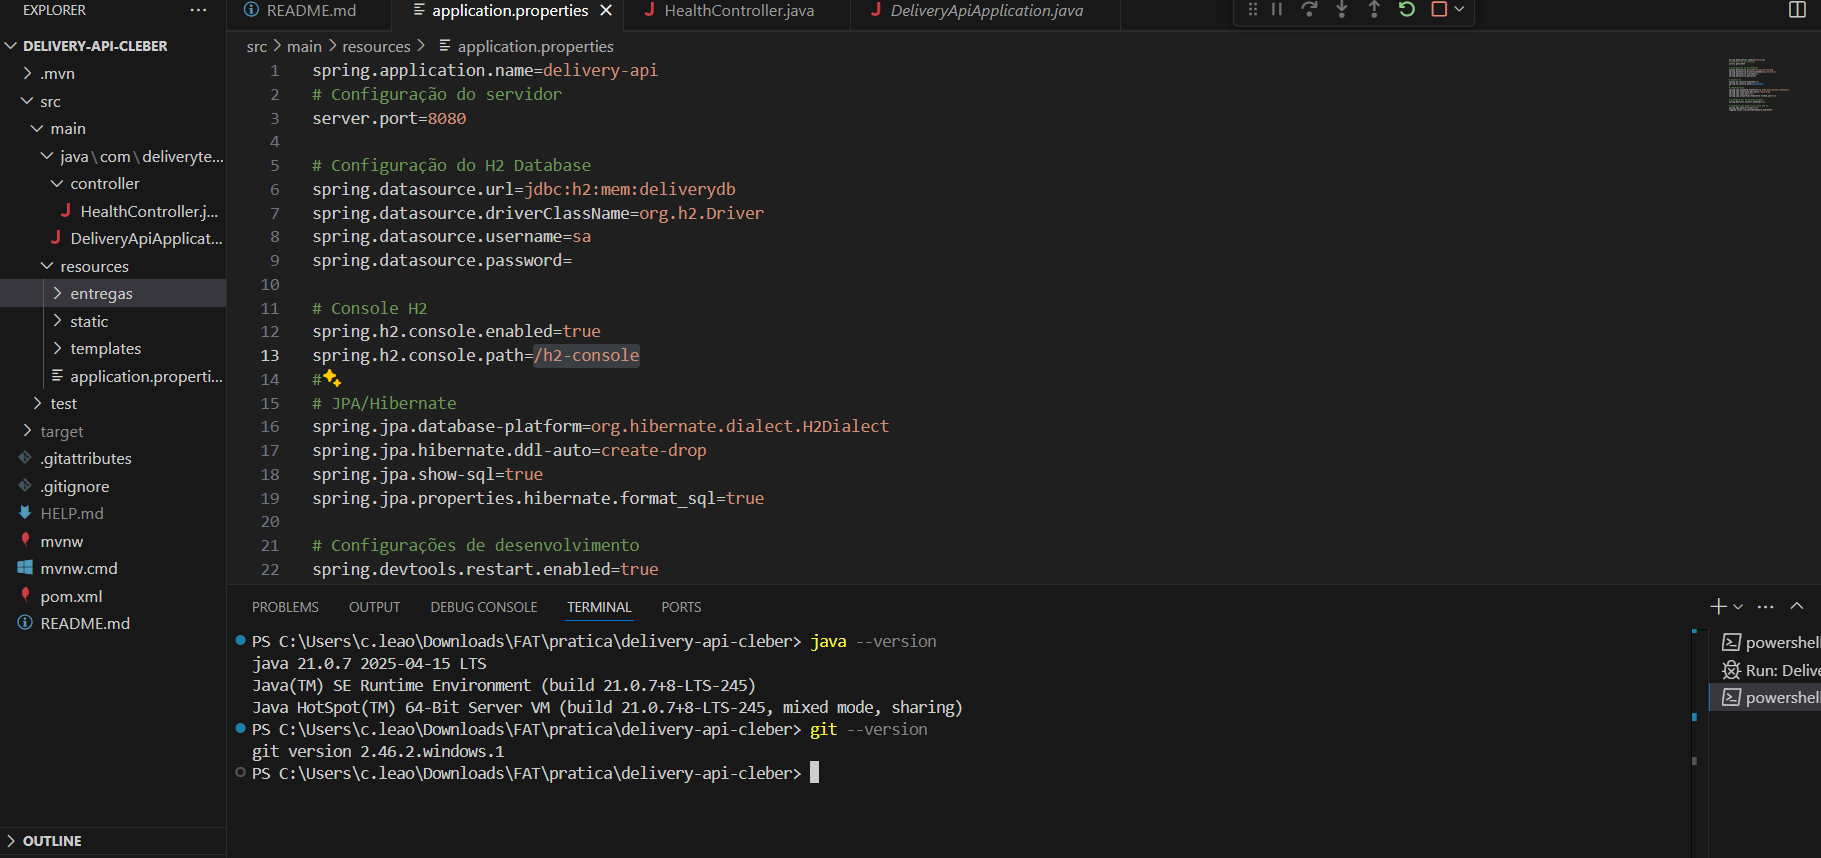 EXPLORER
DELIVERY-API-CLEBER
.mvn
src
main
java\com\deliveryte...
controller
HealthController.j...
DeliveryApiApplicat...
resources
entregas
static
templates
application.properti...
test
target
.gitattributes
.gitignore
HELP.md
mvnw
mvnw.cmd
pom.xml
README.md
OUTLINE
README.md
application.properties
HealthController.java
DeliveryApiApplication.java
src > main > resources > application.properties
1 spring.application.name=delivery-api
2 # Configuração do servidor
3 server.port=8080
4
5 # Configuração do H2 Database
6 spring.datasource.url=jdbc:h2:mem:deliverydb
7 spring.datasource.driverClassName=org.h2.Driver
8 spring.datasource.username=sa
9 spring.datasource.password=
10
11 # Console H2
12 spring.h2.console.enabled=true
13 spring.h2.console.path=/h2-console
14 #
15 # JPA/Hibernate
16 spring.jpa.database-platform=org.hibernate.dialect.H2Dialect
17 spring.jpa.hibernate.ddl-auto=create-drop
18 spring.jpa.show-sql=true
19 spring.jpa.properties.hibernate.format_sql=true
20
21 # Configurações de desenvolvimento
22 spring.devtools.restart.enabled=true
PROBLEMS OUTPUT DEBUG CONSOLE TERMINAL PORTS
PS C:\Users\c.leao\Downloads\FAT\pratica\delivery-api-cleber> java --version
java 21.0.7 2025-04-15 LTS
Java(TM) SE Runtime Environment (build 21.0.7+8-LTS-245)
Java HotSpot(TM) 64-Bit Server VM (build 21.0.7+8-LTS-245, mixed mode, sharing)
PS C:\Users\c.leao\Downloads\FAT\pratica\delivery-api-cleber> git --version
git version 2.46.2.windows.1
PS C:\Users\c.leao\Downloads\FAT\pratica\delivery-api-cleber>
powershell
Run: Delive
powershell